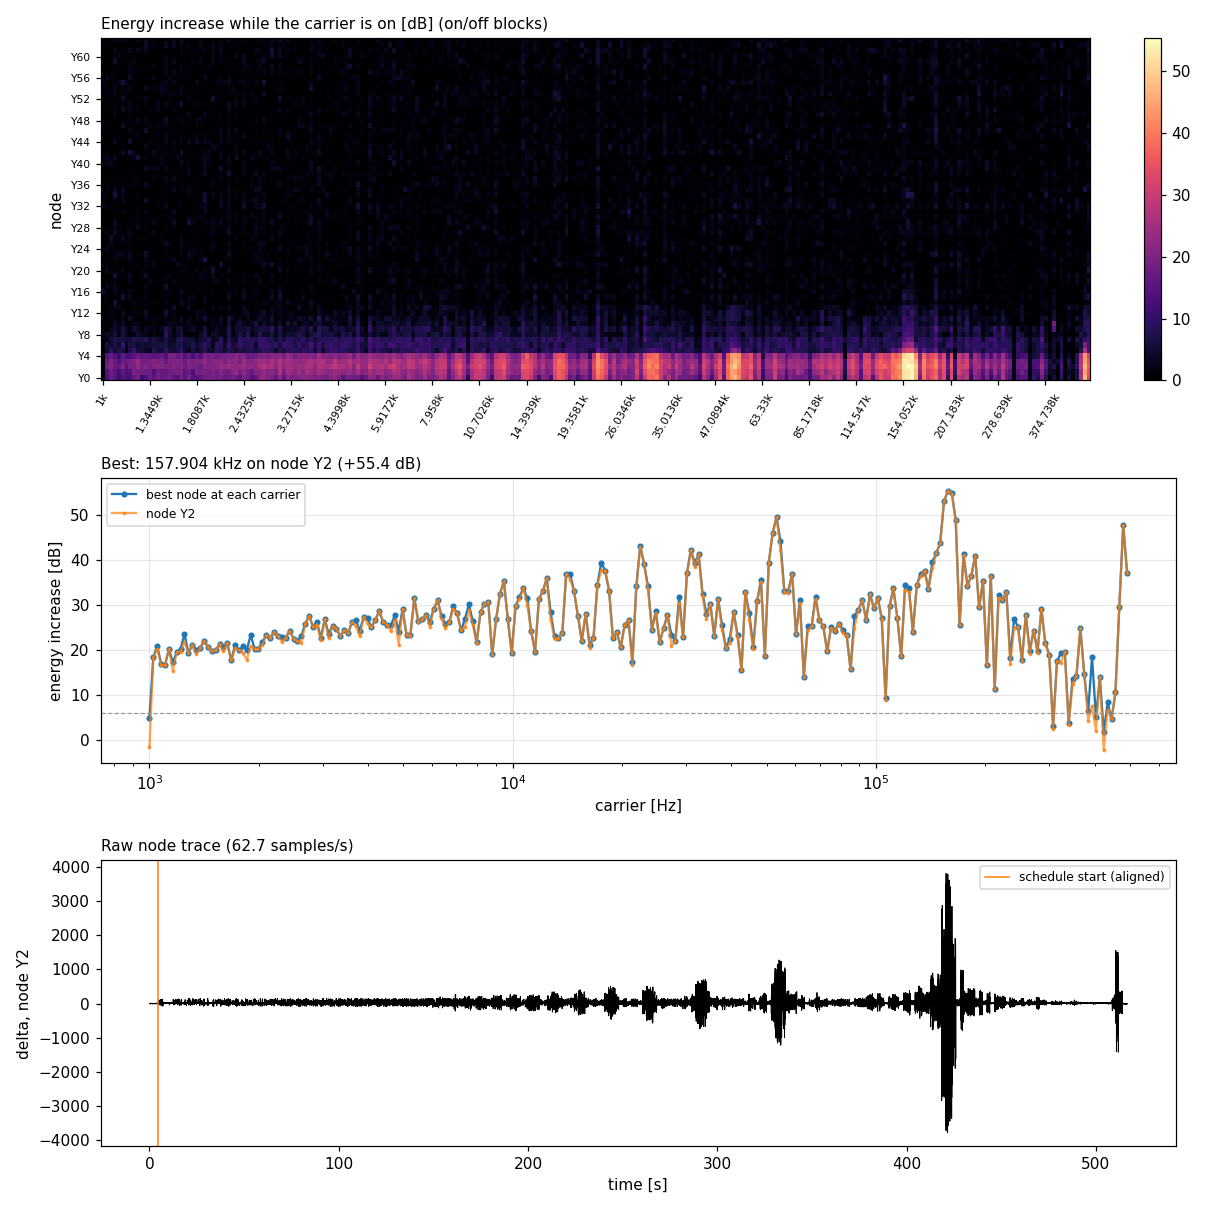 Energy increase while the carrier is on [dB] (on/off blocks)
node
Y60
Y56
Y52
Y48
Y44
Y40
Y36
Y32
Y28
Y24
Y20
Y16
Y12
Y8
Y4
Y0
1k
1.3449k
1.8087k
2.4325k
3.2715k
4.3998k
5.9172k
7.958k
10.7026k
14.3939k
19.3581k
26.0346k
35.0136k
47.0894k
63.33k
85.1718k
114.547k
154.052k
207.183k
278.639k
374.738k
50
40
30
20
10
0
Best: 157.904 kHz on node Y2 (+55.4 dB)
best node at each carrier
node Y2
energy increase [dB]
50
40
30
20
10
0
10³
10⁴
10⁵
carrier [Hz]
Raw node trace (62.7 samples/s)
schedule start (aligned)
delta, node Y2
4000
3000
2000
1000
0
−1000
−2000
−3000
−4000
0
100
200
300
400
500
time [s]